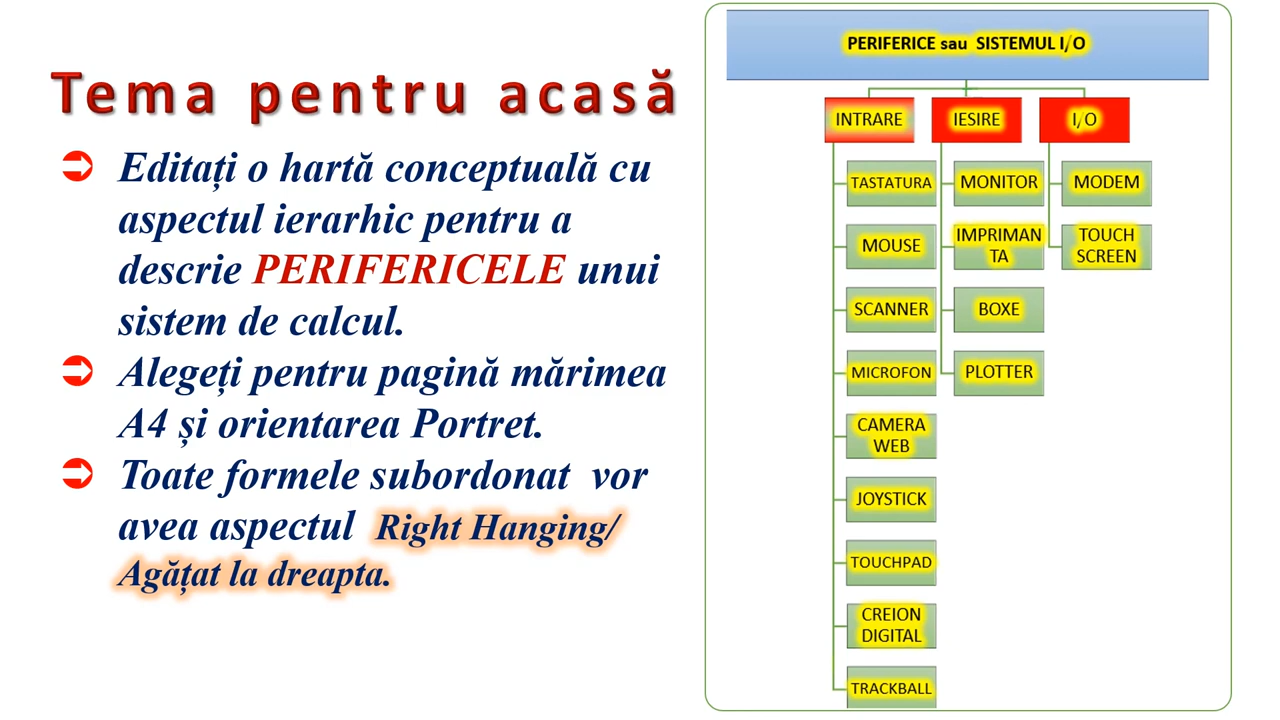 Tema pentru acasă
Editați o hartă conceptuală cu
aspectul ierarhic pentru a
descrie PERIFERICELE unui
sistem de calcul.
Alegeți pentru pagină mărimea
A4 și orientarea Portret.
Toate formele subordonat vor
avea aspectul Right Hanging/
Agățat la dreapta.
PERIFERICE sau SISTEMUL I/O
INTRARE
TASTATURA
MOUSE
SCANNER
MICROFON
CAMERA
WEB
JOYSTICK
TOUCHPAD
CREION
DIGITAL
TRACKBALL
IESIRE
MONITOR
IMPRIMAN
TA
BOXE
PLOTTER
I/O
MODEM
TOUCH
SCREEN